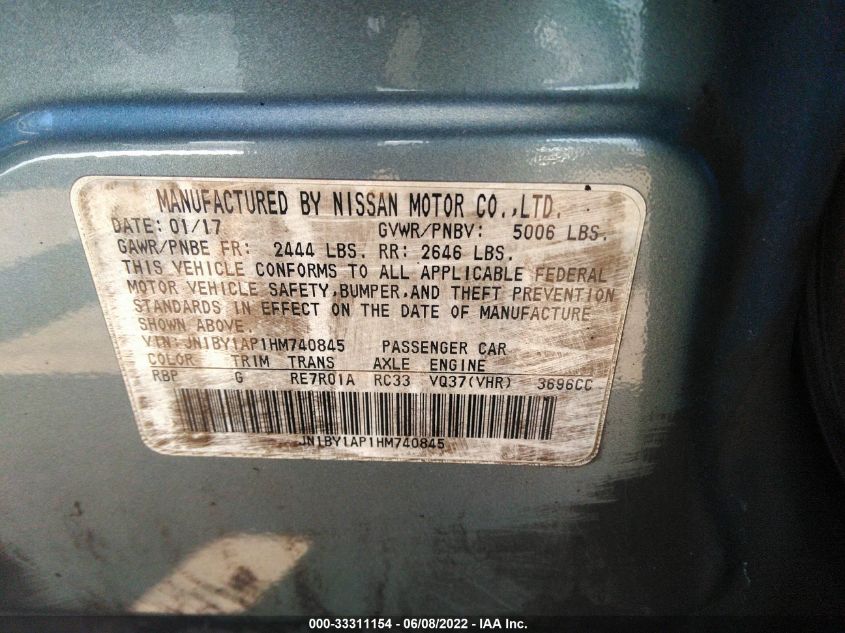 MANUFACTURED BY NISSAN MOTOR CO.,LTD.
DATE: 01/17 GVWR/PNBV: 5006 LBS.
GAWR/PNBE FR: 2444 LBS. RR: 2646 LBS.
THIS VEHICLE CONFORMS TO ALL APPLICABLE FEDERAL
MOTOR VEHICLE SAFETY,BUMPER,AND THEFT PREVENTION
STANDARDS IN EFFECT ON THE DATE OF MANUFACTURE
SHOWN ABOVE.
VIN: JN1BY1AP1HM740845 PASSENGER CAR
COLOR TRIM TRANS AXLE ENGINE
RBP G RE7R01A RC33 VQ37(VHR) 3696CC
JN1BY1AP1HM740845
000-33311154 - 06/08/2022 - IAA Inc.